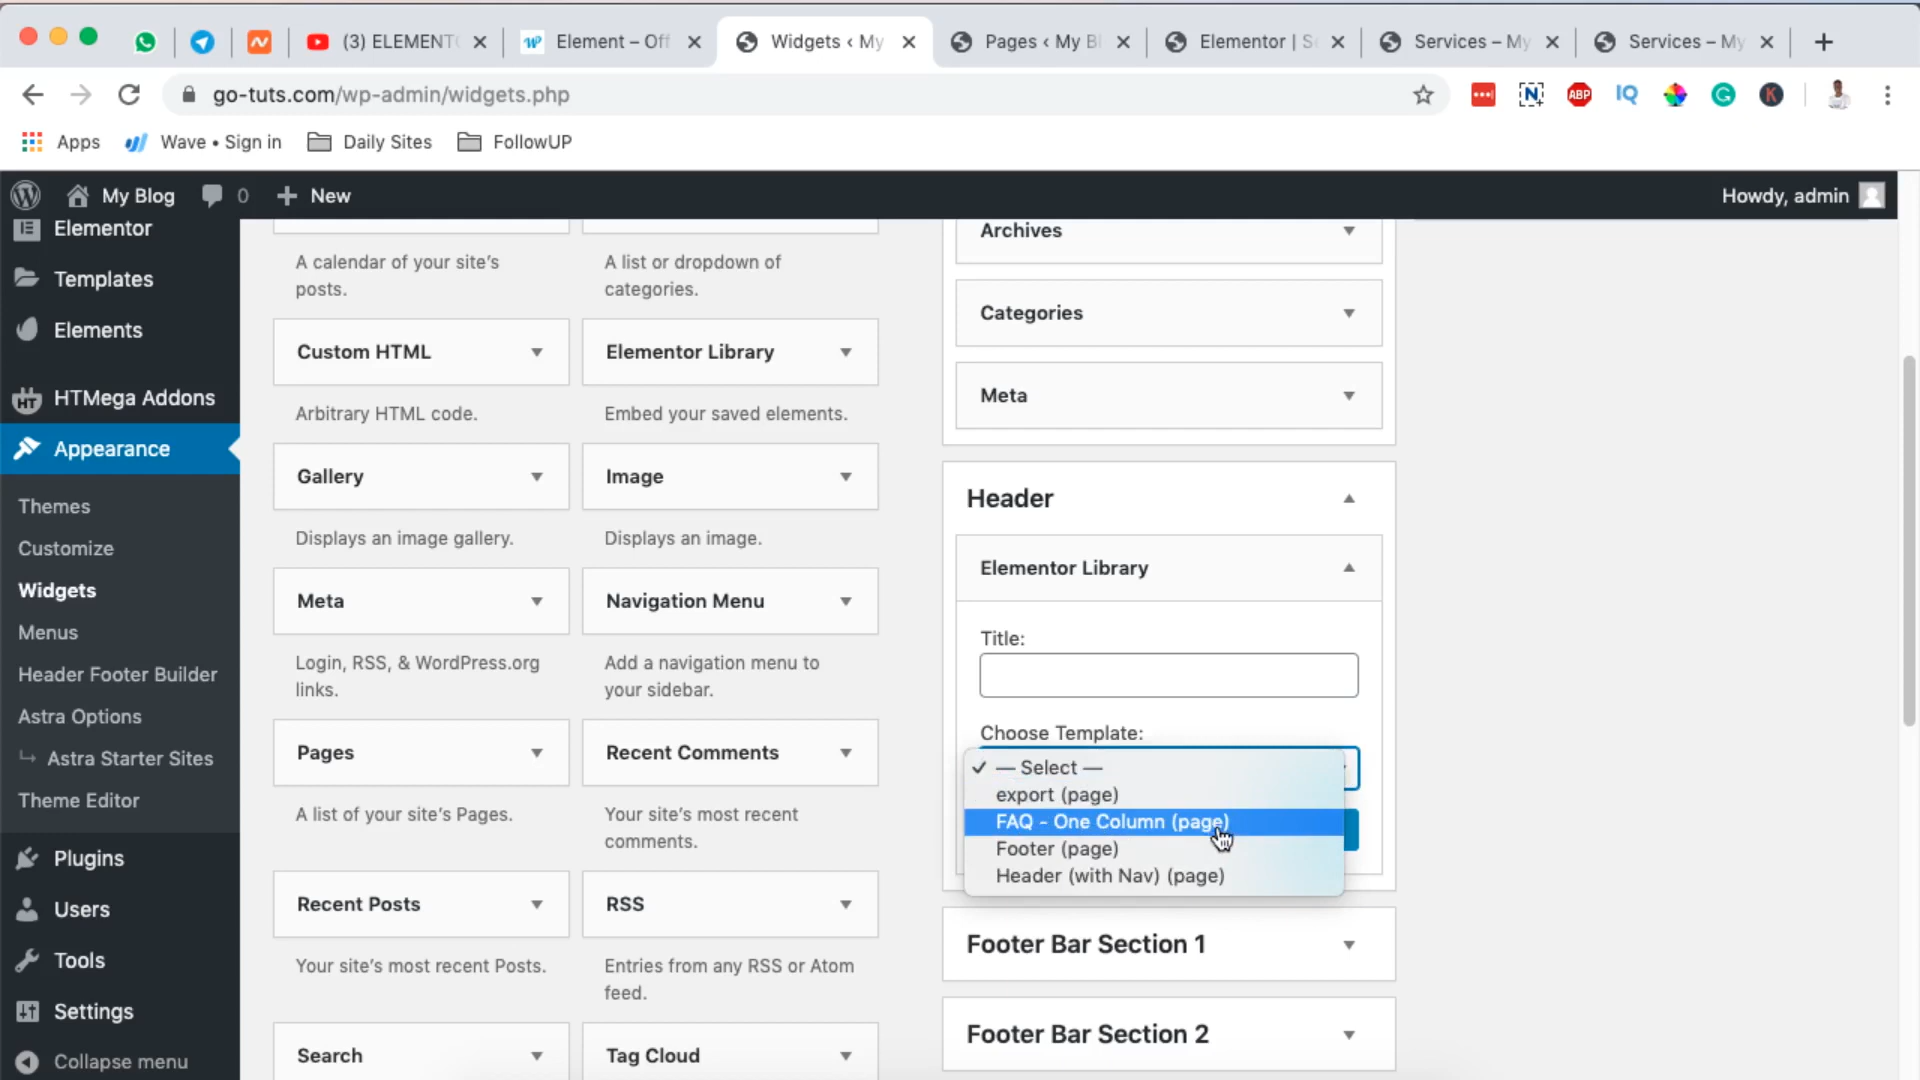 (3) ELEMENT
Element – Off
Widgets ‹ My
Pages ‹ My Bl
Elementor | S
Services – My
Services – My
go-tuts.com/wp-admin/widgets.php
ABP
IQ
K
Apps
Wave • Sign in
Daily Sites
FollowUP
My Blog
0
New
Howdy, admin
Elementor
Templates
Elements
HT
HTMega Addons
Appearance
Themes
Customize
Widgets
Menus
Header Footer Builder
Astra Options
Astra Starter Sites
Theme Editor
Plugins
Users
Tools
Settings
Collapse menu
A calendar of your site's
posts.
A list or dropdown of
categories.
Custom HTML
Elementor Library
Arbitrary HTML code.
Embed your saved elements.
Gallery
Image
Displays an image gallery.
Displays an image.
Meta
Navigation Menu
Login, RSS, & WordPress.org
links.
Add a navigation menu to
your sidebar.
Pages
Recent Comments
A list of your site's Pages.
Your site's most recent
comments.
Recent Posts
RSS
Your site's most recent Posts.
Entries from any RSS or Atom
feed.
Search
Tag Cloud
Archives
Categories
Meta
Header
Elementor Library
Title:
Choose Template:
✓ — Select —
export (page)
FAQ - One Column (page)
Footer (page)
Header (with Nav) (page)
Footer Bar Section 1
Footer Bar Section 2